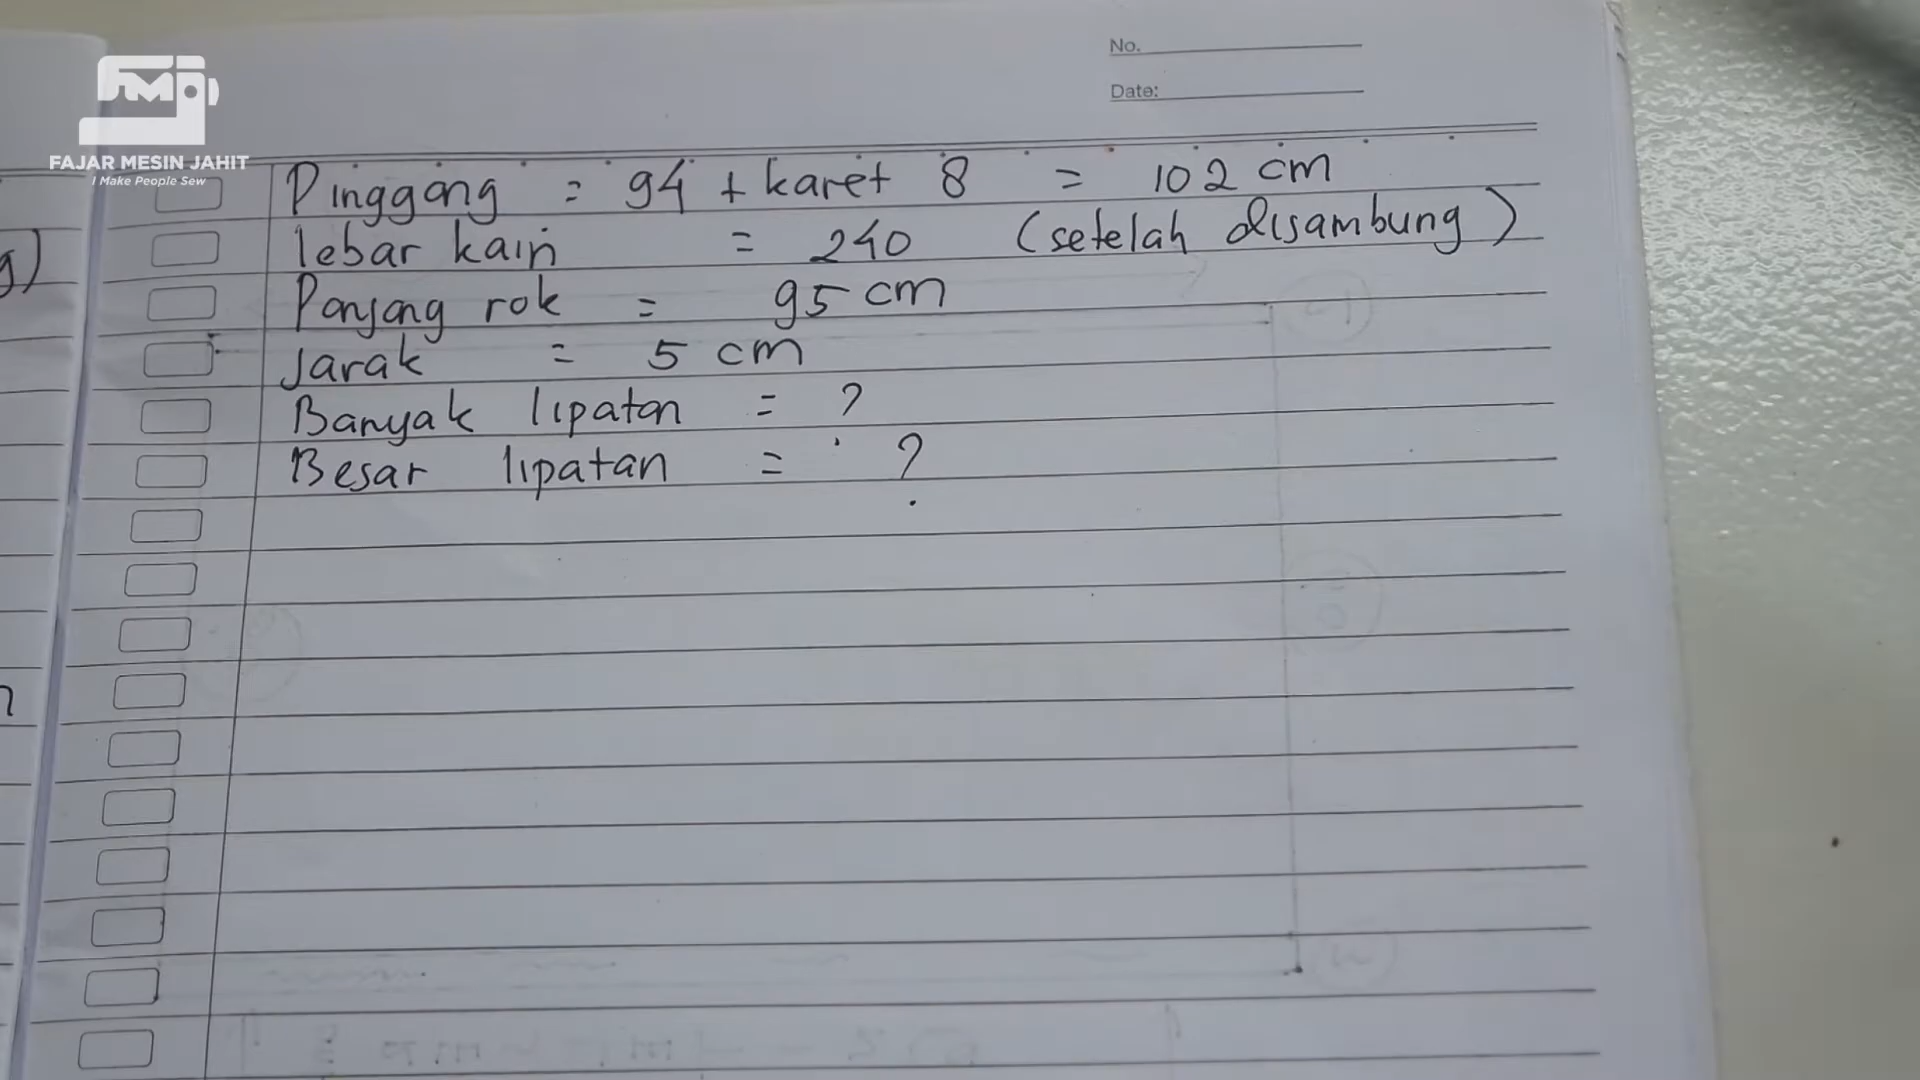 No.
Date:
FMJ
FAJAR MESIN JAHIT
I Make People Sew
Pinggang = 94 + karet 8 = 102 cm
lebar kain = 240 (setelah disambung)
Panjang rok = 95 cm
Jarak = 5 cm
Banyak lipatan = ?
Besar lipatan = ?